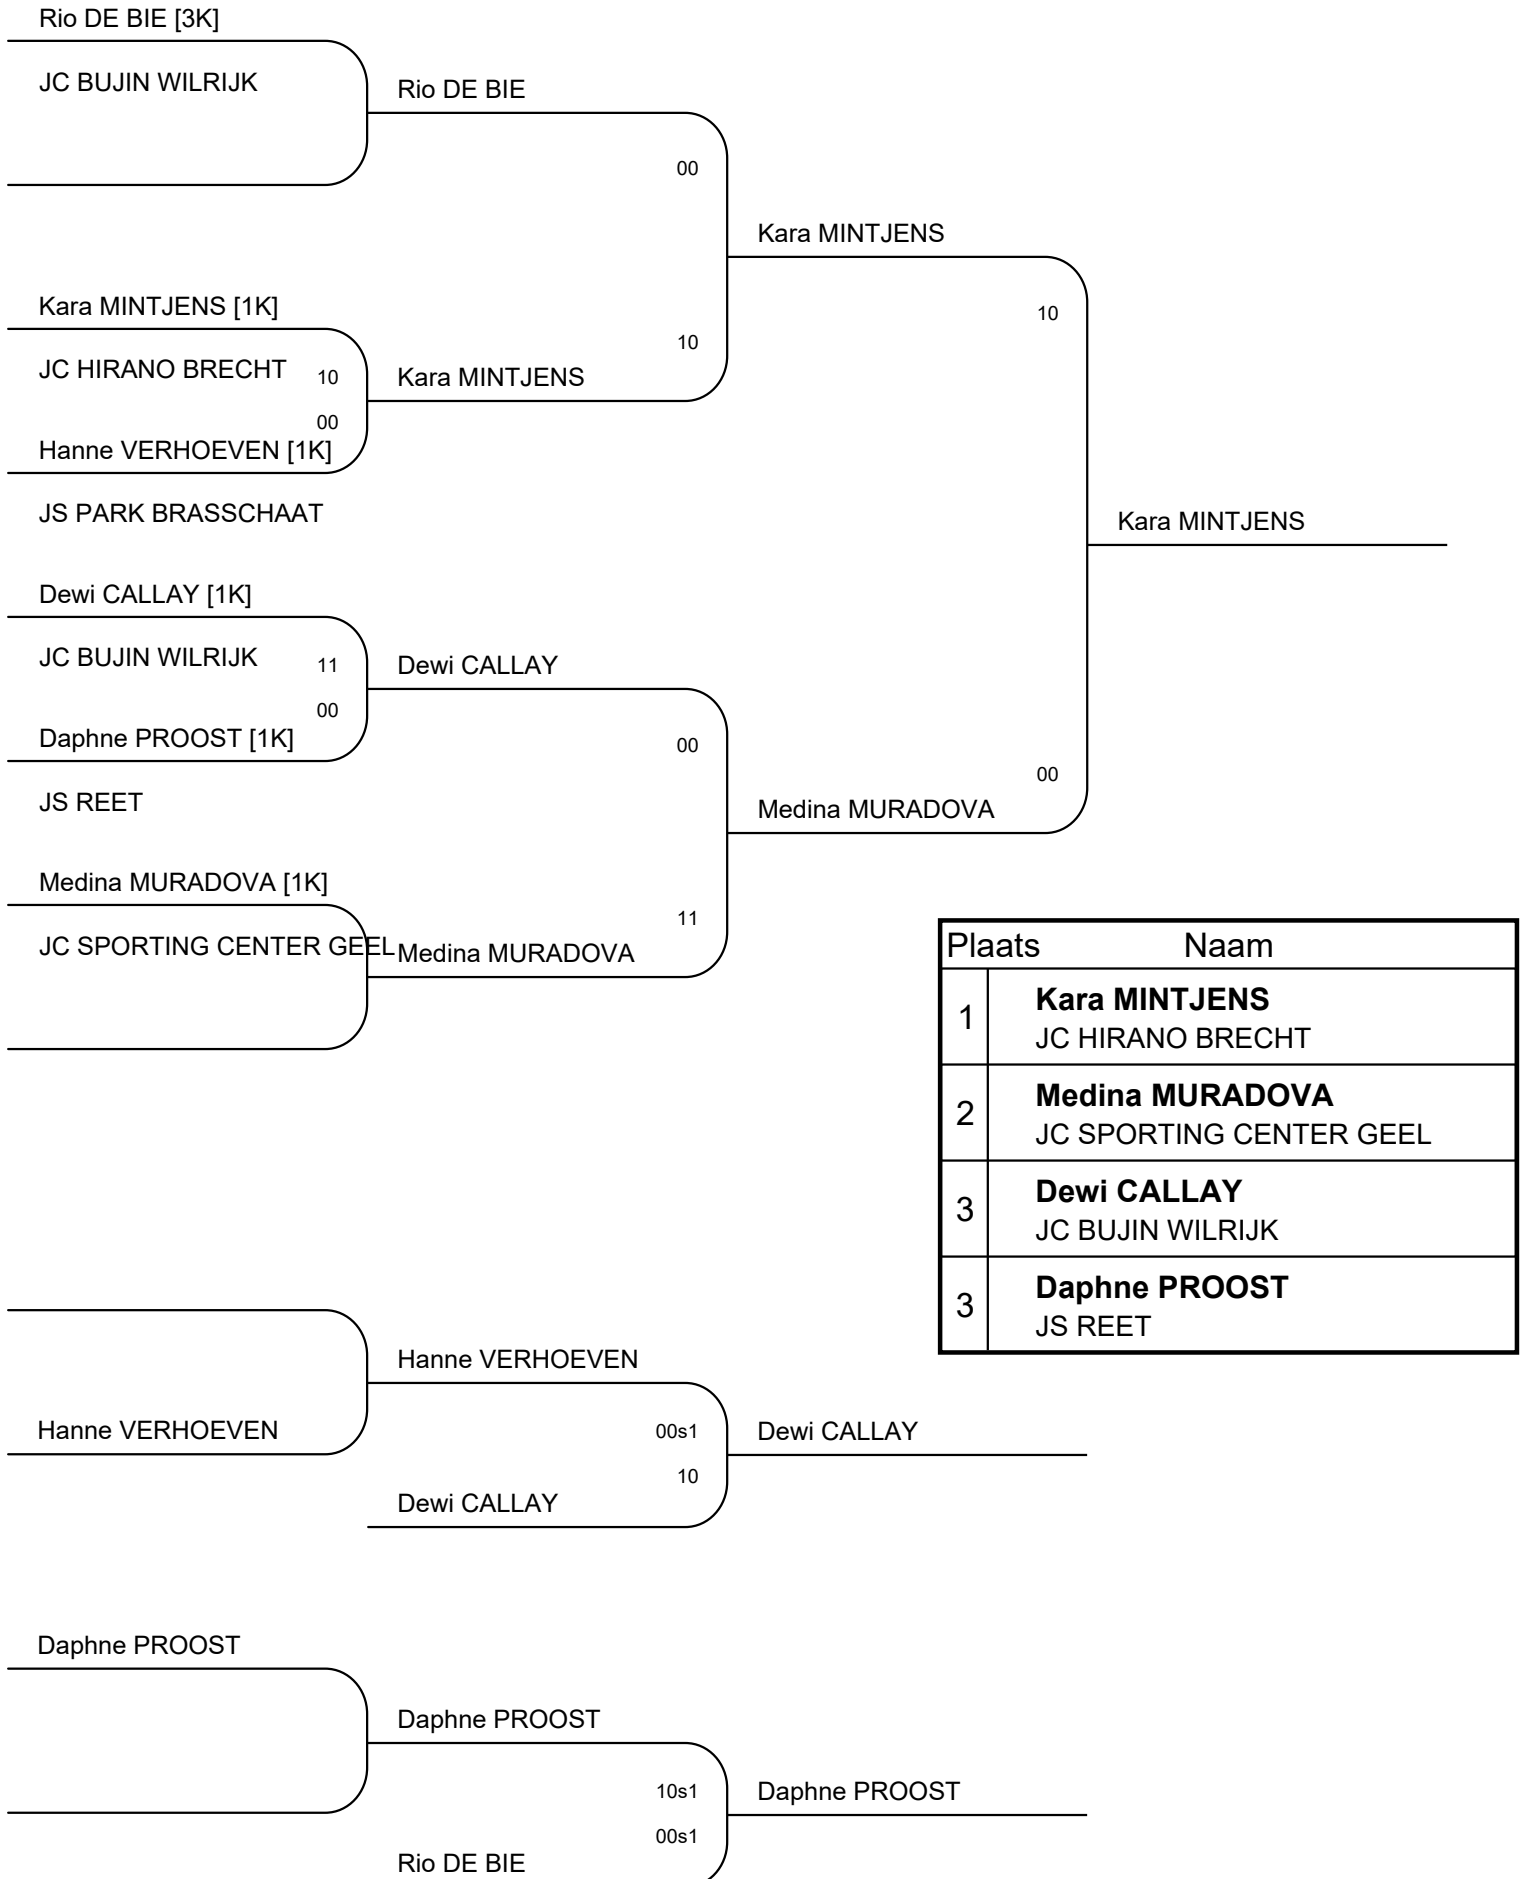 Rio DE BIE [3K]
JC BUJIN WILRIJK
Rio DE BIE
00
Kara MINTJENS
Kara MINTJENS [1K]
10
10
JC HIRANO BRECHT
10
Kara MINTJENS
00
Hanne VERHOEVEN [1K]
JS PARK BRASSCHAAT
Kara MINTJENS
Dewi CALLAY [1K]
JC BUJIN WILRIJK
11
Dewi CALLAY
00
Daphne PROOST [1K]
00
00
JS REET
Medina MURADOVA
Medina MURADOVA [1K]
11
JC SPORTING CENTER GEEL
Medina MURADOVA
Plaats Naam
1 Kara MINTJENS
JC HIRANO BRECHT
2 Medina MURADOVA
JC SPORTING CENTER GEEL
3 Dewi CALLAY
JC BUJIN WILRIJK
3 Daphne PROOST
JS REET
Hanne VERHOEVEN
Hanne VERHOEVEN
00s1
Dewi CALLAY
10
Dewi CALLAY
Daphne PROOST
Daphne PROOST
10s1
Daphne PROOST
00s1
Rio DE BIE